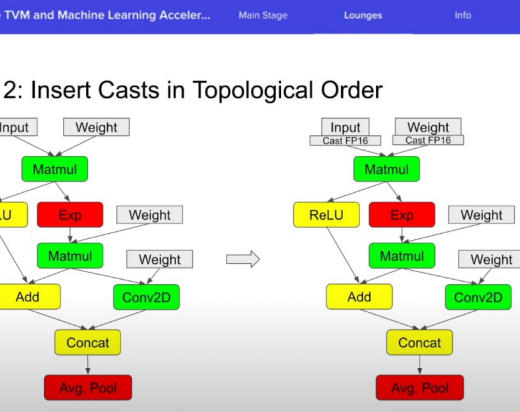 TVM and Machine Learning Acceler...
Main Stage
Lounges
Info
2: Insert Casts in Topological Order
Input
Weight
Matmul
Exp
Weight
Matmul
Weight
Add
Conv2D
Concat
Avg. Pool
Input
Weight
Cast FP16
Cast FP16
Matmul
ReLU
Exp
Weight
Matmul
Weight
Add
Conv2D
Concat
Avg. Pool